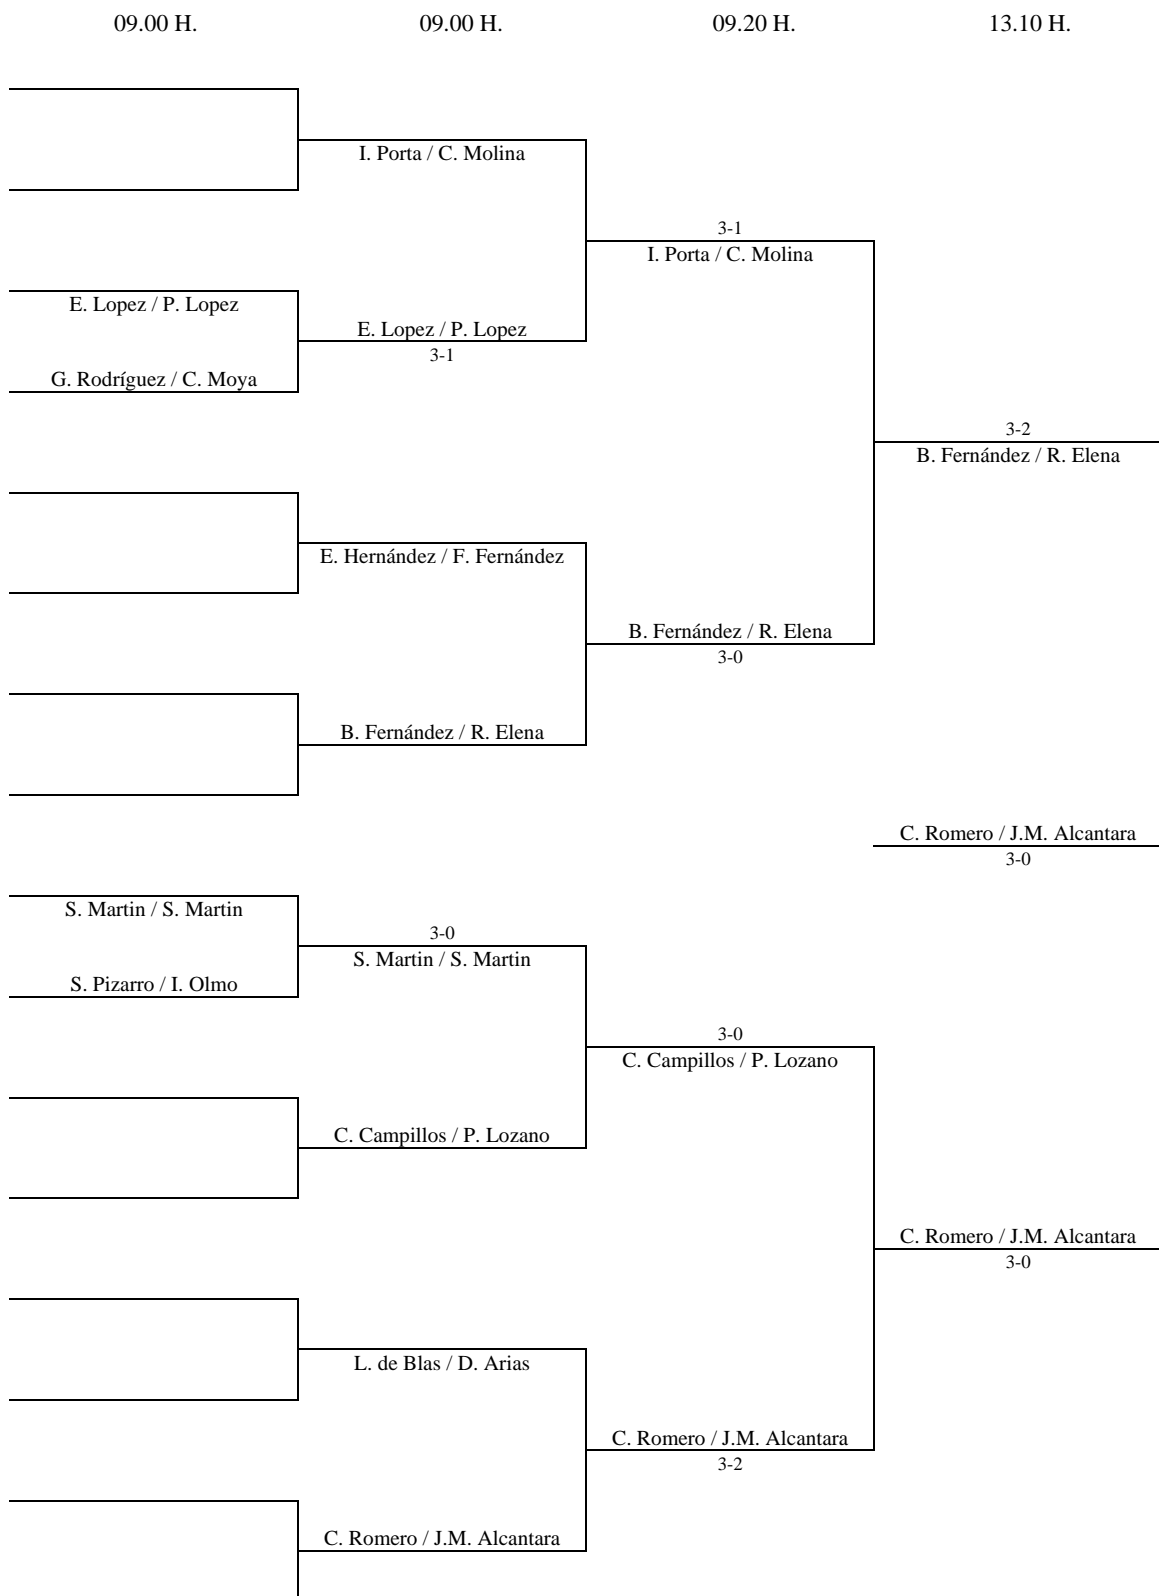 09.00 H.
09.00 H.
09.20 H.
13.10 H.
I. Porta / C. Molina
3-1
I. Porta / C. Molina
E. Lopez / P. Lopez
E. Lopez / P. Lopez
3-1
G. Rodríguez / C. Moya
3-2
B. Fernández / R. Elena
E. Hernández / F. Fernández
B. Fernández / R. Elena
3-0
B. Fernández / R. Elena
C. Romero / J.M. Alcantara
3-0
S. Martin / S. Martin
3-0
S. Martin / S. Martin
S. Pizarro / I. Olmo
3-0
C. Campillos / P. Lozano
C. Campillos / P. Lozano
C. Romero / J.M. Alcantara
3-0
L. de Blas / D. Arias
C. Romero / J.M. Alcantara
3-2
C. Romero / J.M. Alcantara